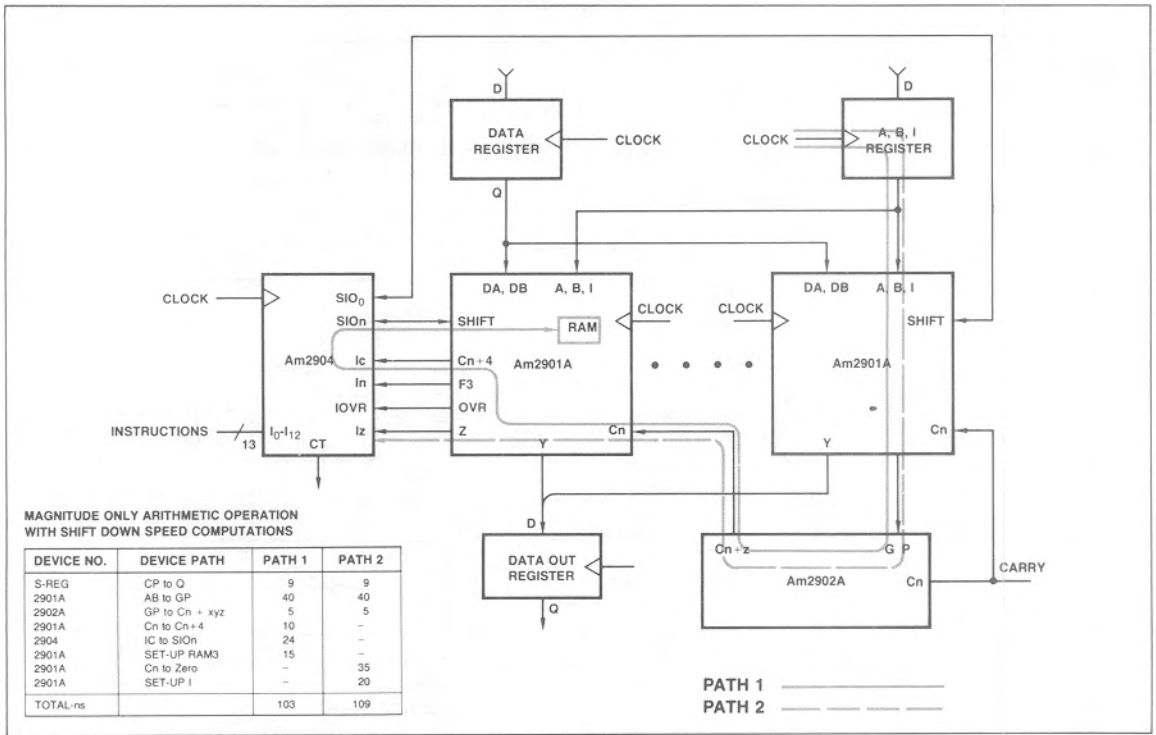 D
D
DATA
REGISTER
CLOCK
CLOCK
A, B, I
REGISTER
Q
DA, DB
A, B, I
DA, DB
A, B, I
CLOCK
SIO0
SIOn
SHIFT
RAM
CLOCK
CLOCK
SHIFT
Am2904
Ic
Cn+4
Am2901A
Am2901A
In
F3
IOVR
OVR
INSTRUCTIONS
13
I0-I12
Iz
Z
Cn
Cn
CT
Y
Y
MAGNITUDE ONLY ARITHMETIC OPERATION
WITH SHIFT DOWN SPEED COMPUTATIONS
DEVICE NO. DEVICE PATH PATH 1 PATH 2
S-REG CP to Q 9 9
2901A AB to GP 40 40
2902A GP to Cn + xyz 5 5
2901A Cn to Cn+4 10 –
2904 IC to SIOn 24 –
2901A SET-UP RAM3 15 –
2901A Cn to Zero – 35
2901A SET-UP I – 20
TOTAL-ns 103 109
D
DATA OUT
REGISTER
Q
Cn+z
G P
Am2902A
Cn
CARRY
PATH 1
PATH 2